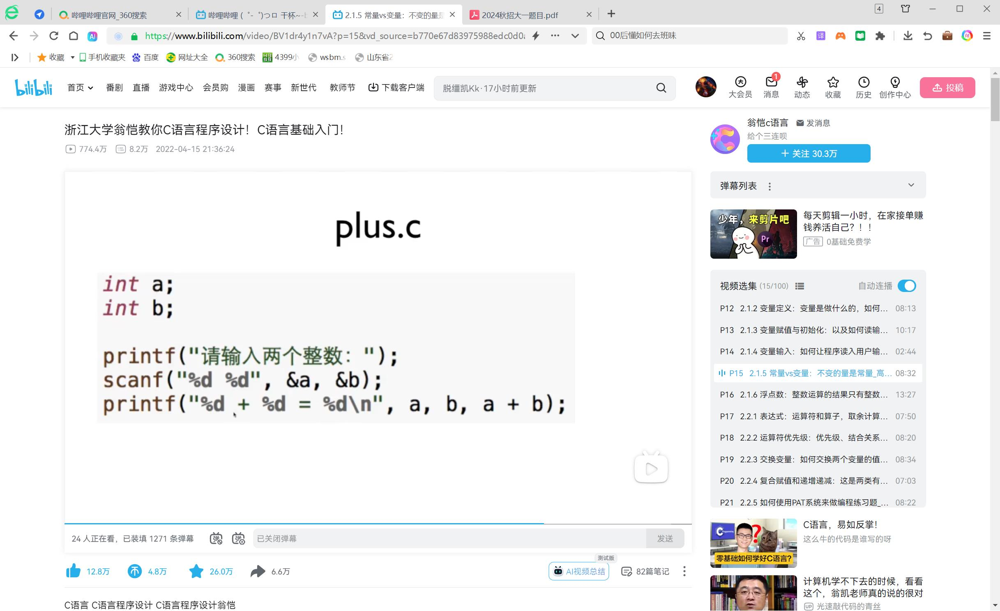 哔哩哔哩官网_360搜索
哔哩哔哩 ( ゜- ゜)つロ 干杯~-b
2.1.5 常量vs变量：不变的量是
2024秋招大一题目.pdf
4
AI
https://www.bilibili.com/video/BV1dr4y1n7vA?p=15&vd_source=b770e67d83975988edc0d0a
00后懂如何去班味
译
收藏
手机收藏夹
百度
网址大全
360搜索
4399小
wsbm.s
山东省2
bilibili
首页
番剧
直播
游戏中心
会员购
漫画
赛事
新世代
教师节
下载客户端
脱缰凯Kk·17小时前更新
大会员
1
消息
动态
收藏
历史
创作中心
投稿
浙江大学翁恺教你C语言程序设计！C语言基础入门！
774.4万 8.2万 2022-04-15 21:36:24
翁恺c语言 发消息
给个三连呗
+ 关注 30.3万
plus.c
int a;
int b;
printf("请输入两个整数：");
scanf("%d %d", &a, &b);
printf("%d + %d = %d\n", a, b, a + b);
弹幕列表
少年，来剪片吧
Pr
每天剪辑一小时，在家接单赚
钱养活自己？！！
广告 0基础免费学
视频选集 (15/100) 自动连播
P12 2.1.2 变量定义：变量是做什么的，如何... 08:13
P13 2.1.3 变量赋值与初始化：以及如何读输... 10:17
P14 2.1.4 变量输入：如何让程序读入用户输... 02:44
P15 2.1.5 常量vs变量：不变的量是常量_高... 08:32
P16 2.1.6 浮点数：整数运算的结果只有整数... 13:27
P17 2.2.1 表达式：运算符和算子，取余计算... 07:50
P18 2.2.2 运算符优先级：优先级、结合关系... 08:20
P19 2.2.3 交换变量：如何交换两个变量的值... 08:34
P20 2.2.4 复合赋值和递增递减：这是两类有... 07:03
P21 2.2.5 如何使用PAT系统来做编程练习题_... 08:22
24 人正在看，已装填 1271 条弹幕
弹
弹
已关闭弹幕
发送
12.8万
4.8万
26.0万
6.6万
测试版
AI视频总结
82篇笔记
C语言 C语言程序设计 C语言程序设计翁恺
C Programming
?
零基础如何学好C语言?
C语言，易如反掌！
这么牛的代码是谁写的呀
计算机学不下去的时候，看看
这个，翁凯老师真的说的很对
UP 光速敲代码的青丝